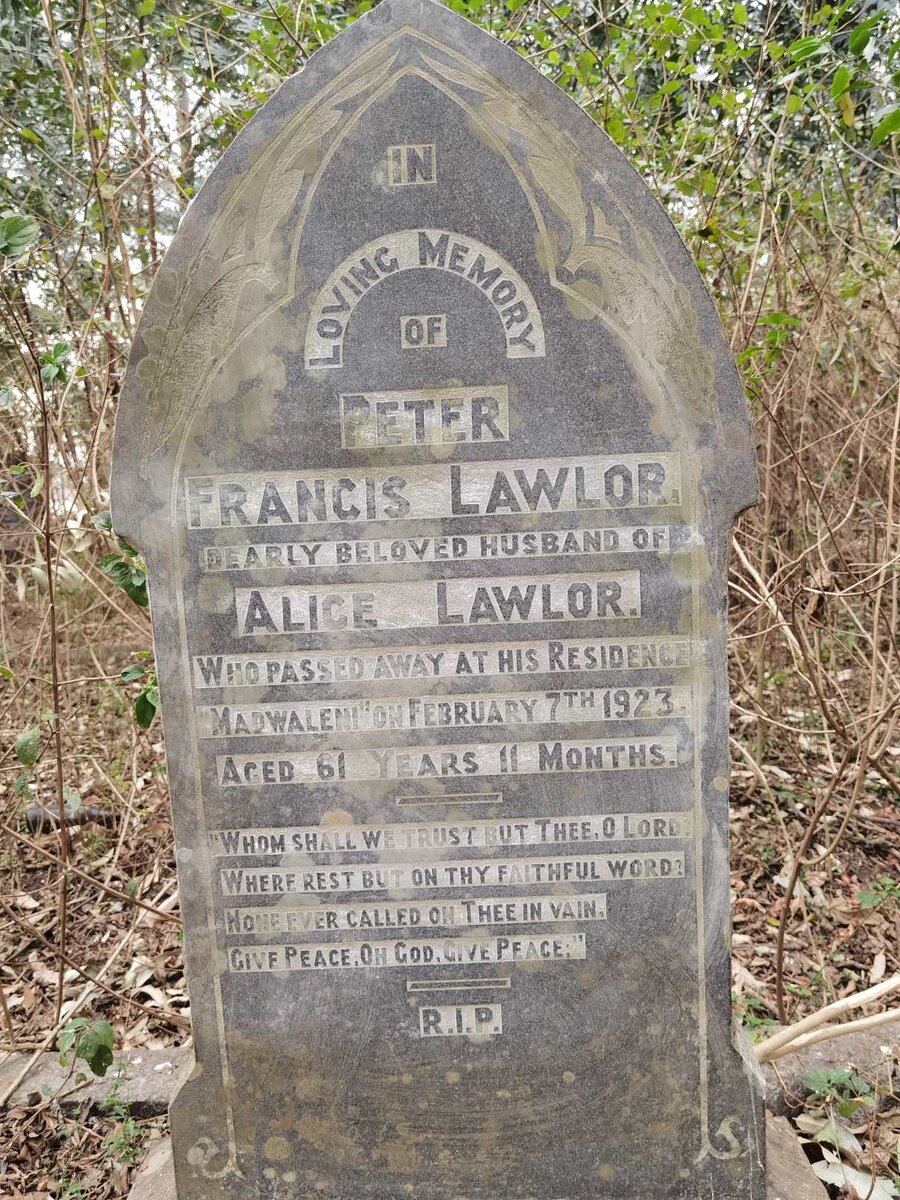 IN
LOVING MEMORY
OF
PETER
FRANCIS LAWLOR.
DEARLY BELOVED HUSBAND OF
ALICE LAWLOR.
WHO PASSED AWAY AT HIS RESIDENCE
"MADWALENI" ON FEBRUARY 7TH 1923.
AGED 61 YEARS 11 MONTHS.
"WHOM SHALL WE TRUST BUT THEE, O LORD?
WHERE REST BUT ON THY FAITHFUL WORD?
NONE EVER CALLED ON THEE IN VAIN.
GIVE PEACE, OH GOD, GIVE PEACE;"
R.I.P.